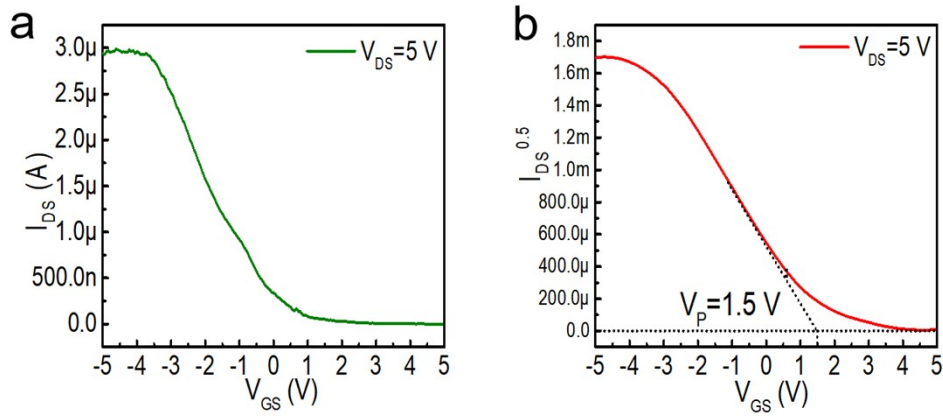 a
V_DS=5 V
3.0μ
2.5μ
2.0μ
1.5μ
1.0μ
500.0n
0.0
I_DS (A)
-5 -4 -3 -2 -1 0 1 2 3 4 5
V_GS (V)
b
V_DS=5 V
1.8m
1.6m
1.4m
1.2m
1.0m
800.0μ
600.0μ
400.0μ
200.0μ
0.0
I_DS^0.5
V_P=1.5 V
-5 -4 -3 -2 -1 0 1 2 3 4 5
V_GS (V)